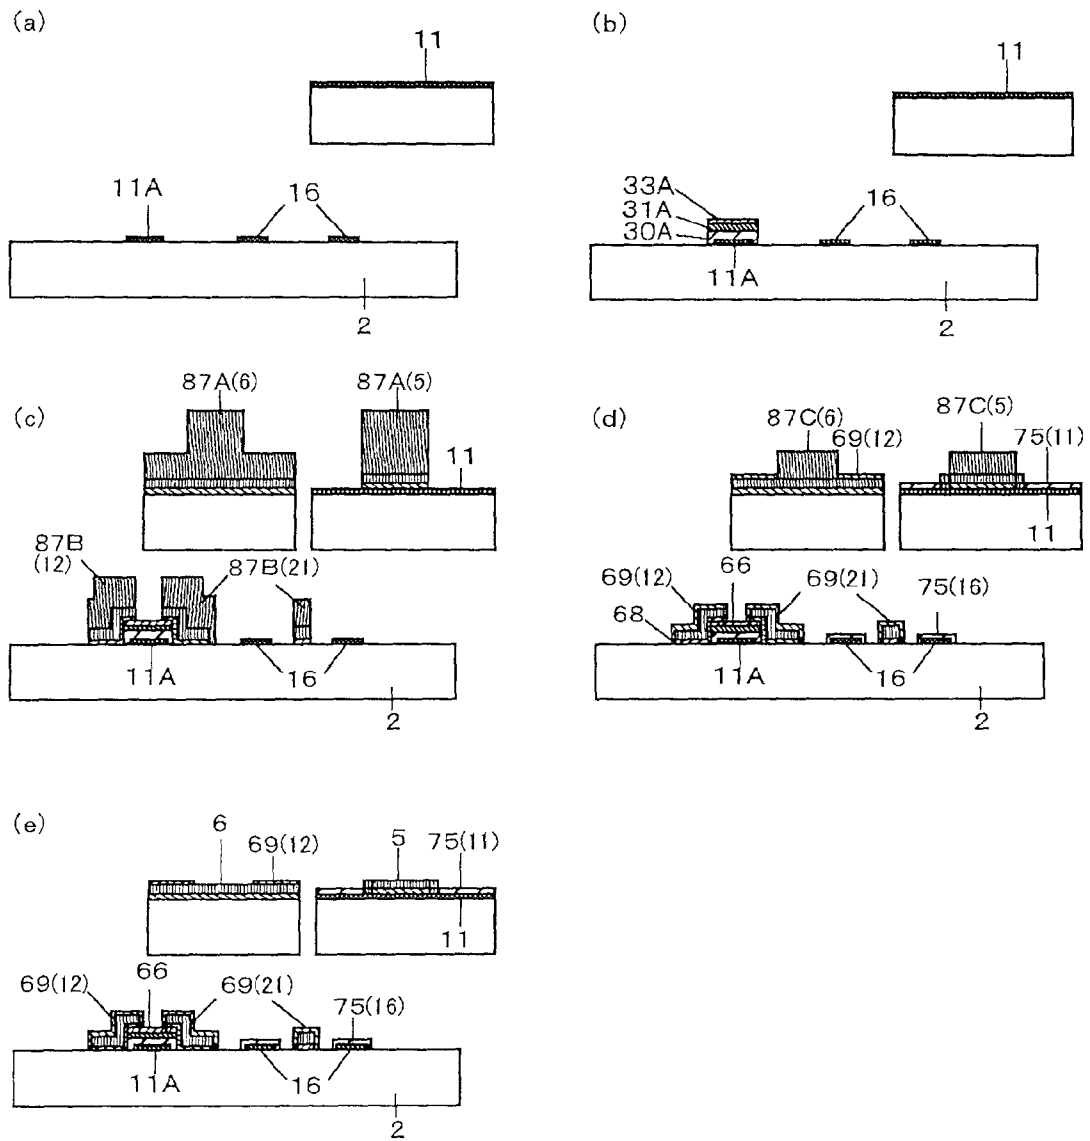 (a)
11
11A
16
2
(b)
11
33A
31A
30A
16
11A
2
(c)
87A(6)
87A(5)
11
87B
(12)
87B(21)
11A
16
2
(d)
87C(6)
69(12)
87C(5)
75(11)
11
69(12)
66
69(21)
75(16)
68
11A
16
2
(e)
6
69(12)
5
75(11)
11
69(12)
66
69(21)
75(16)
11A
16
2